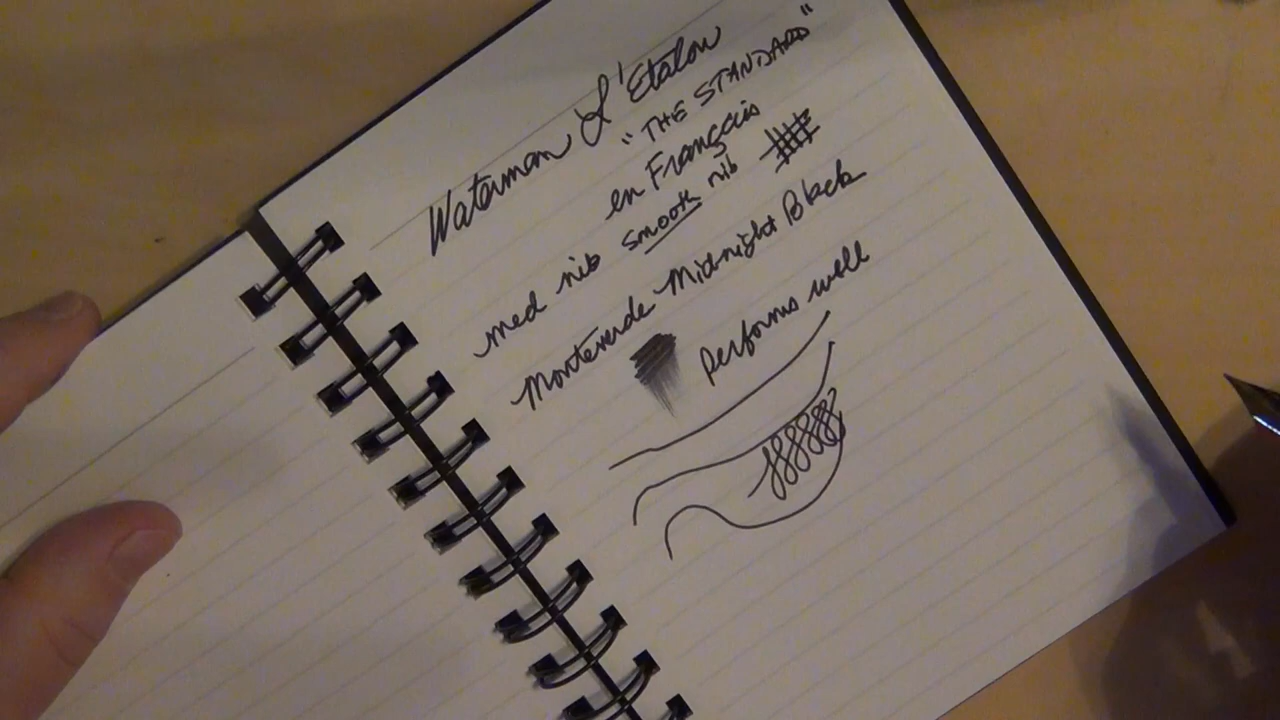 Waterman L'Etalon
"THE STANDARD"
en Français
med nib smooth nib
Monteverde Midnight Black
Performs well